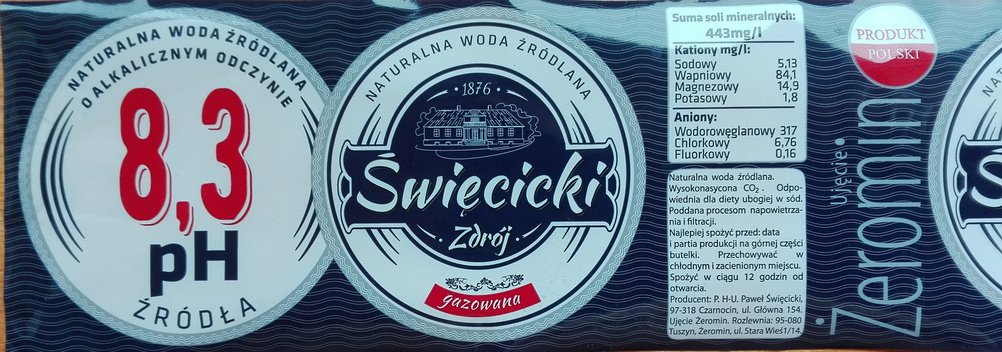 NATURALNA WODA ŹRÓDLANA
O ALKALICZNYM ODCZYNIE
8,3
pH
ŹRÓDŁA
NATURALNA WODA ŹRÓDLANA
· 1876 ·
Święcicki
· Zdrój ·
gazowana
Suma soli mineralnych:
443mg/l
Kationy mg/l:
Sodowy 5,13
Wapniowy 84,1
Magnezowy 14,9
Potasowy 1,8
Aniony:
Wodorowęglanowy 317
Chlorkowy 6,76
Fluorkowy 0,16
Naturalna woda źródlana.
Wysokonasycona CO₂. Odpo-
wiednia dla diety ubogiej w sód.
Poddana procesom napowietrza-
nia i filtracji.
Najlepiej spożyć przed: data
i partia produkcji na górnej części
butelki. Przechowywać w
chłodnym i zacienionym miejscu.
Spożyć w ciągu 12 godzin od
otwarcia.
Producent: P. H-U. Paweł Święcicki,
97-318 Czarnocin, ul. Główna 154.
Ujęcie Żeromin. Rozlewnia: 95-080
Tuszyn, Żeromin, ul. Stara Wieś1/14.
Ujęcie:
Żeromin
PRODUKT
POLSKI
NA
S